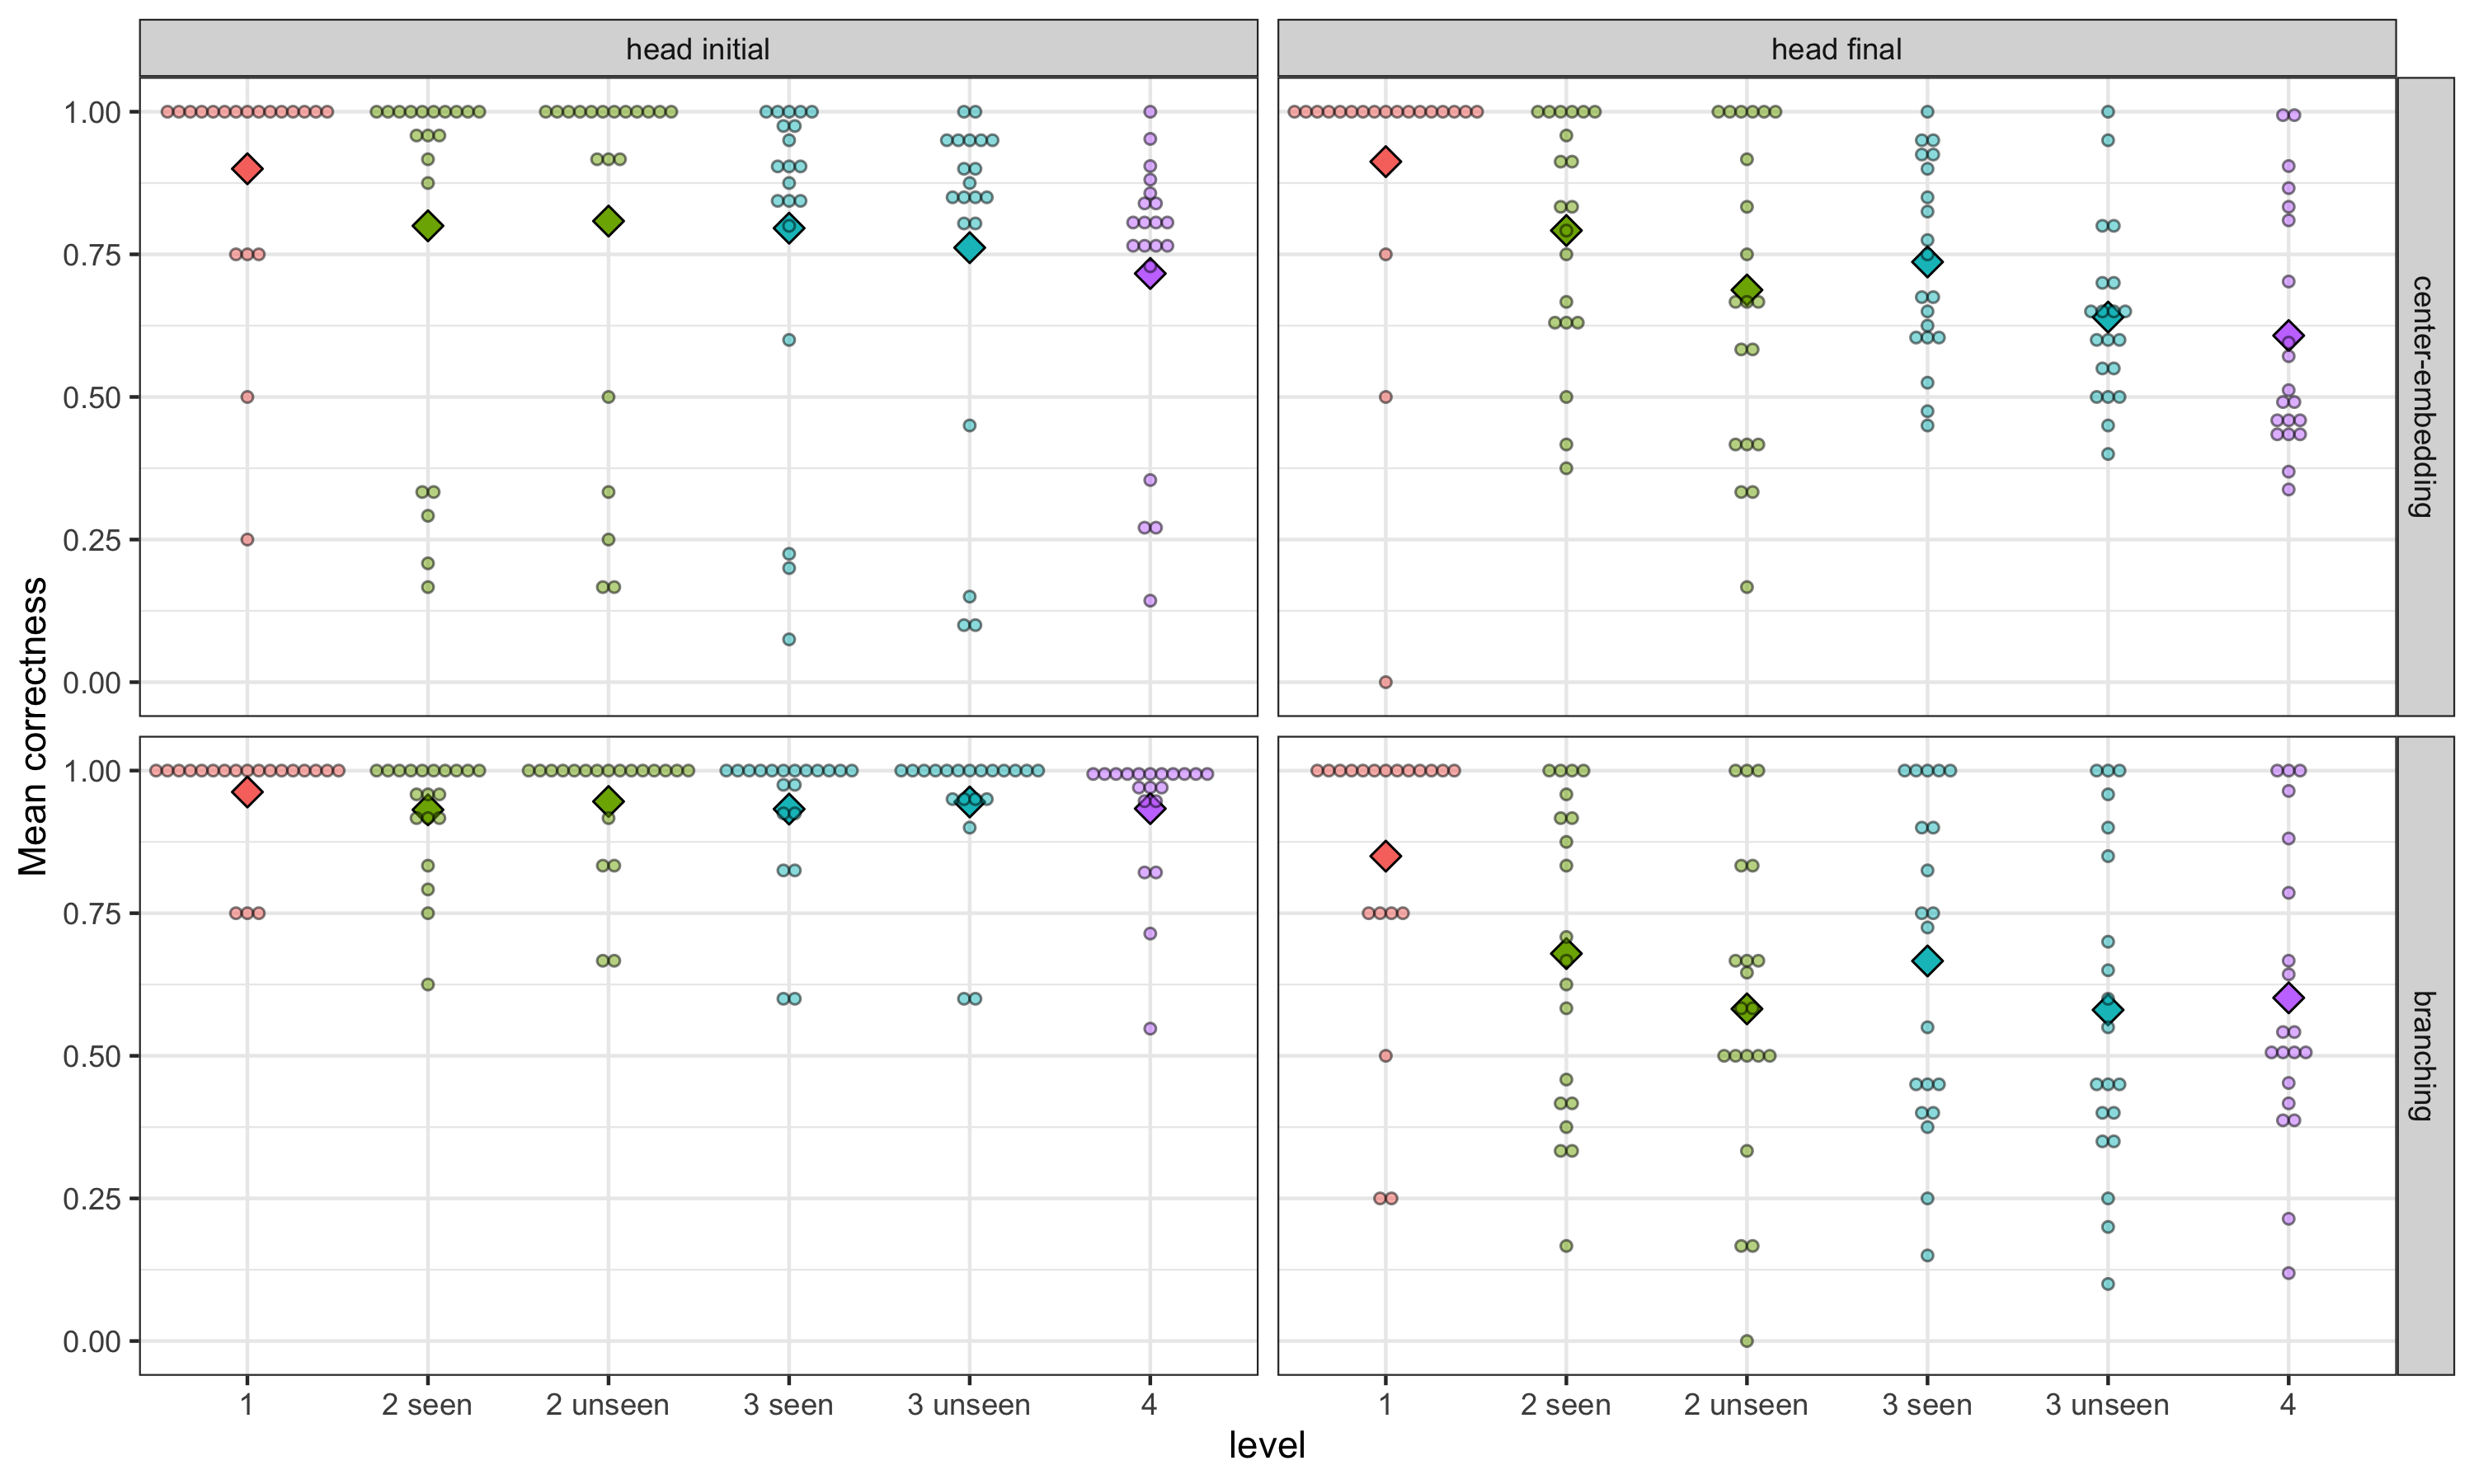 head initial
head final
1.00
0.75
0.50
0.25
0.00
center-embedding
1.00
0.75
0.50
0.25
0.00
branching
Mean correctness
1 2 seen 2 unseen 3 seen 3 unseen 4
1 2 seen 2 unseen 3 seen 3 unseen 4
level